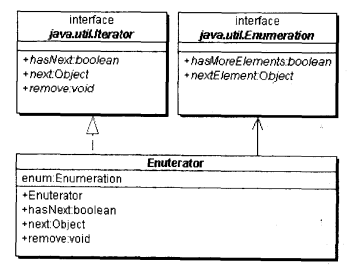 interface
java.util.Iterator
+hasNext:boolean
+next:Object
+remove:void
interface
java.util.Enumeration
+hasMoreElements:boolean
+nextElement:Object
Enuterator
enum:Enumeration
+Enuterator
+hasNext:boolean
+next:Object
+remove:void